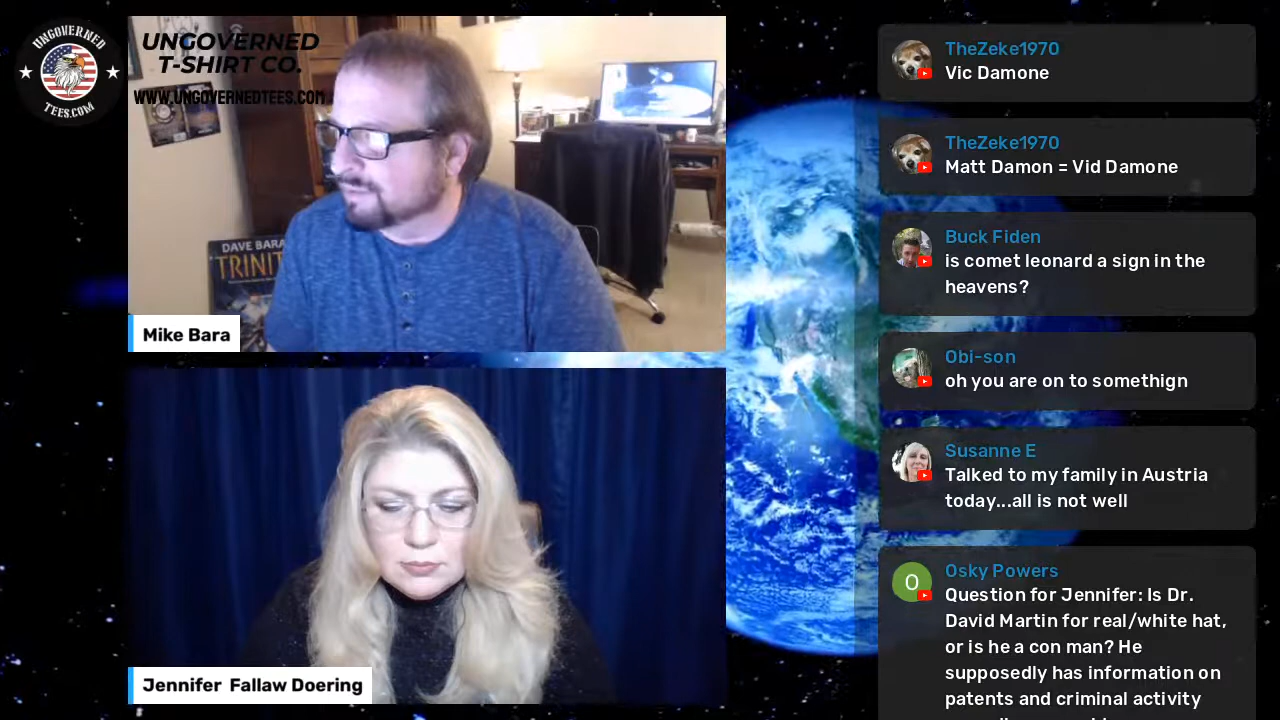 UNGOVERNED
TEES.COM
UNGOVERNED
T-SHIRT CO.
WWW.UNGOVERNEDTEES.COM
DAVE BARA
TRINIT
Mike Bara
Jennifer Fallaw Doering
TheZeke1970
Vic Damone
TheZeke1970
Matt Damon = Vid Damone
Buck Fiden
is comet leonard a sign in the
heavens?
Obi-son
oh you are on to somethign
Susanne E
Talked to my family in Austria
today...all is not well
O
Osky Powers
Question for Jennifer: Is Dr.
David Martin for real/white hat,
or is he a con man? He
supposedly has information on
patents and criminal activity